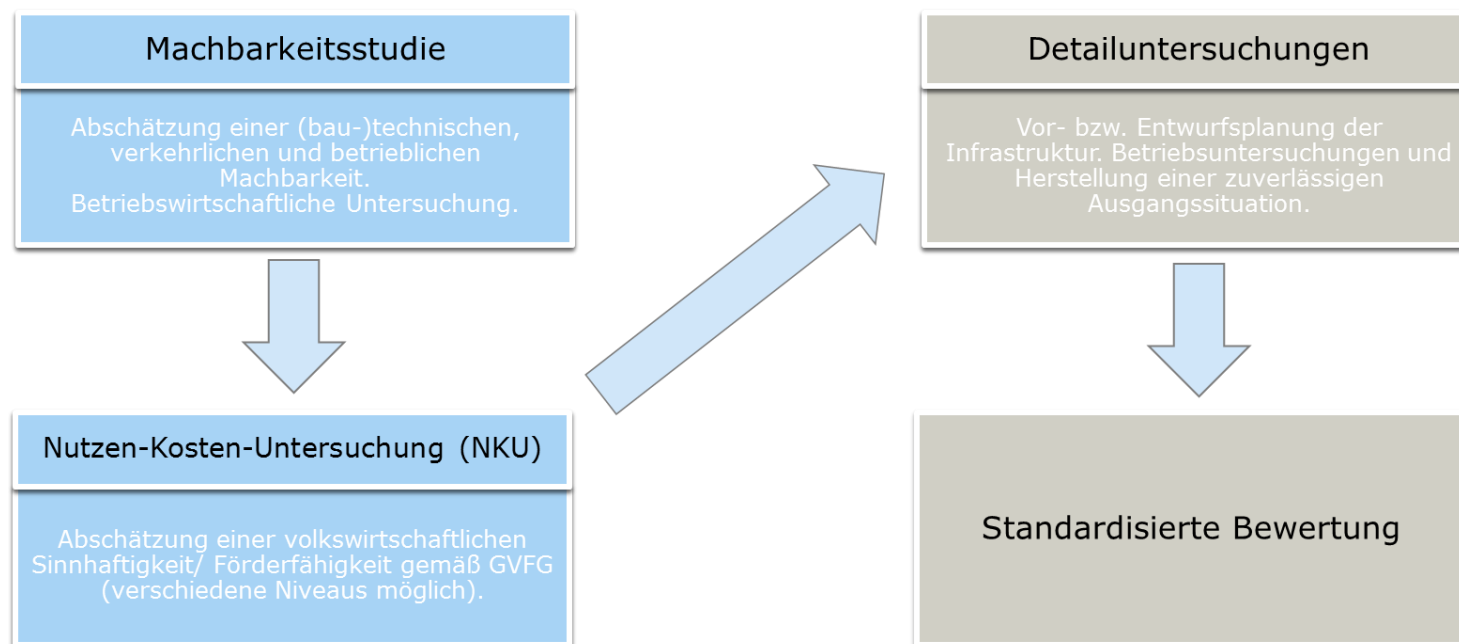 Machbarkeitsstudie
Abschätzung einer (bau-)technischen,
verkehrlichen und betrieblichen
Machbarkeit.
Betriebswirtschaftliche Untersuchung.
Nutzen-Kosten-Untersuchung (NKU)
Abschätzung einer volkswirtschaftlichen
Sinnhaftigkeit/ Förderfähigkeit gemäß GVFG
(verschiedene Niveaus möglich).
Detailuntersuchungen
Vor- bzw. Entwurfsplanung der
Infrastruktur. Betriebsuntersuchungen und
Herstellung einer zuverlässigen
Ausgangssituation.
Standardisierte Bewertung